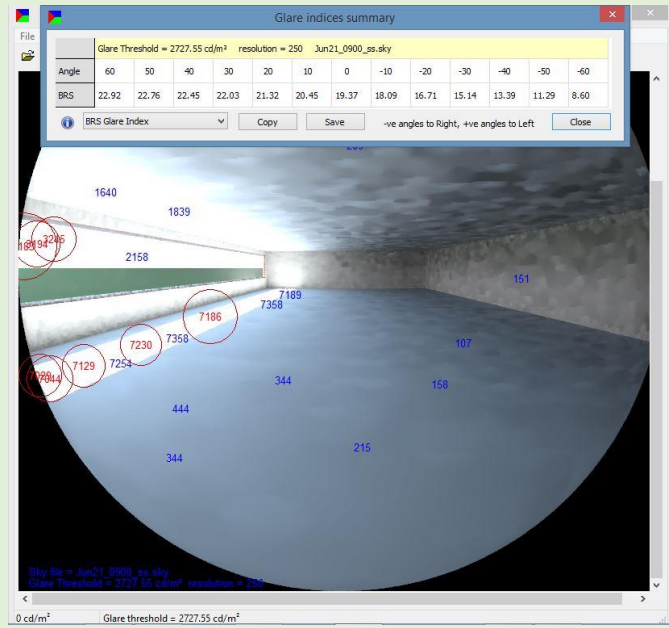 Glare indices summary
File
Glare Threshold = 2727.55 cd/m² resolution = 250 Jun21_0900_ss.sky
Angle 60 50 40 30 20 10 0 -10 -20 -30 -40 -50 -60
BRS 22.92 22.76 22.45 22.03 21.32 20.45 19.37 18.09 16.71 15.14 13.39 11.29 8.60
BRS Glare Index Copy Save -ve angles to Right, +ve angles to Left Close
1640
1839
3245
2158
151
7189
7358
7186
7358
7230
107
7254
7129
344
158
444
215
344
Sky file = Jun21_0900_ss.sky
Glare Threshold = 2727.55 cd/m² resolution = 250
0 cd/m² Glare threshold = 2727.55 cd/m²